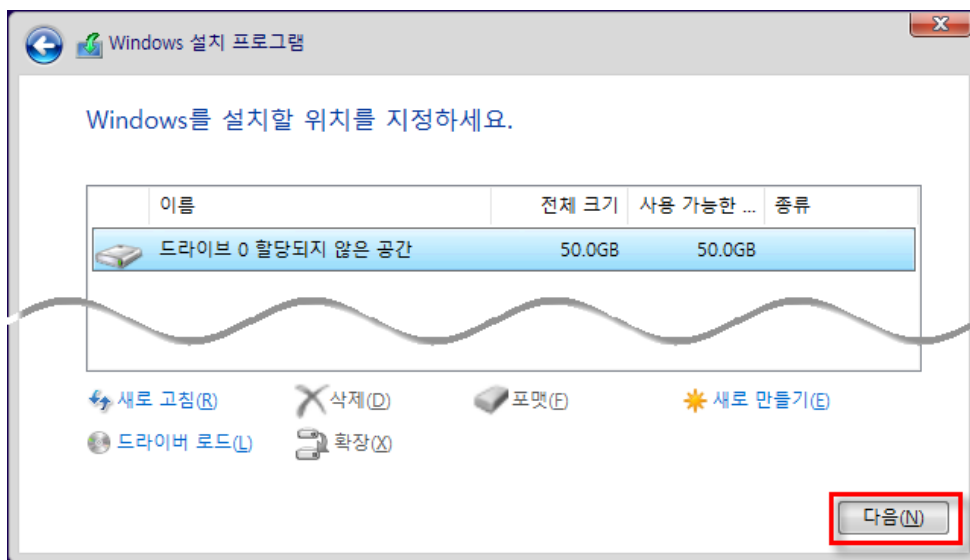 Windows 설치 프로그램
Windows를 설치할 위치를 지정하세요.
이름 전체 크기 사용 가능한 ... 종류
드라이브 0 할당되지 않은 공간 50.0GB 50.0GB
새로 고침(R) 삭제(D) 포맷(F) 새로 만들기(E)
드라이버 로드(L) 확장(X)
다음(N)